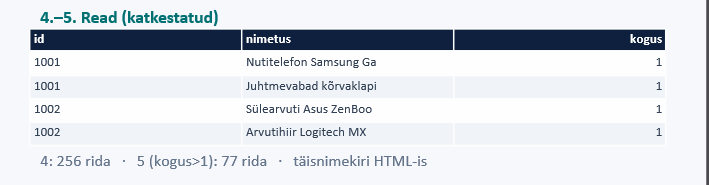 4.–5. Read (katkestatud)
id nimetus kogus
1001 Nutitelefon Samsung Ga 1
1001 Juhtmevabad kõrvaklapi 1
1002 Sülearvuti Asus ZenBoo 1
1002 Arvutihiir Logitech MX 1
4: 256 rida · 5 (kogus>1): 77 rida · täisnimekiri HTML-is